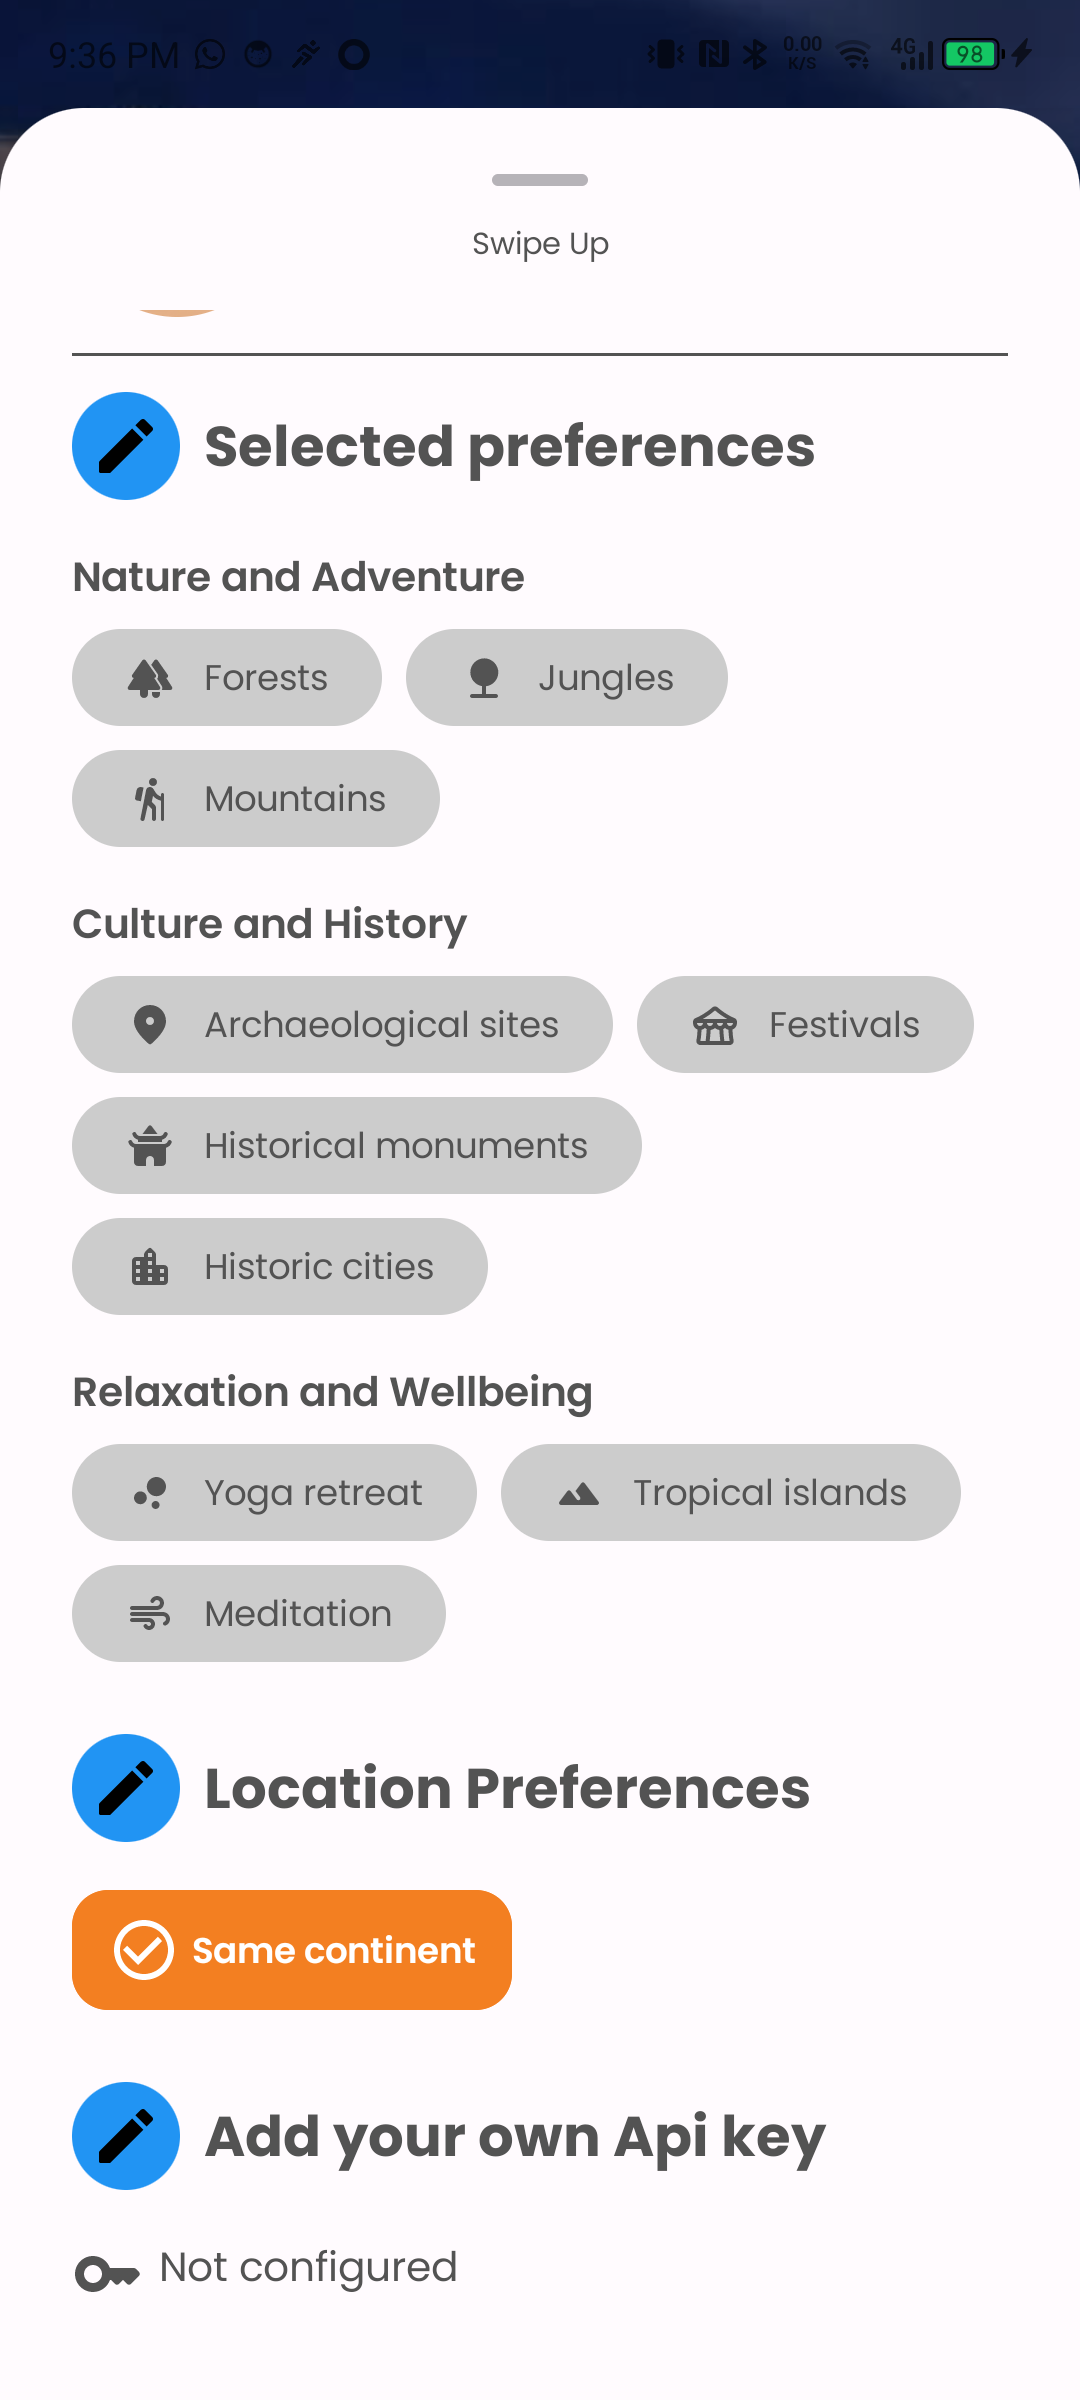 9:36 PM 0.00 K/S 4G 98
Swipe Up
Selected preferences
Nature and Adventure
Forests Jungles
Mountains
Culture and History
Archaeological sites Festivals
Historical monuments
Historic cities
Relaxation and Wellbeing
Yoga retreat Tropical islands
Meditation
Location Preferences
Same continent
Add your own Api key
Not configured